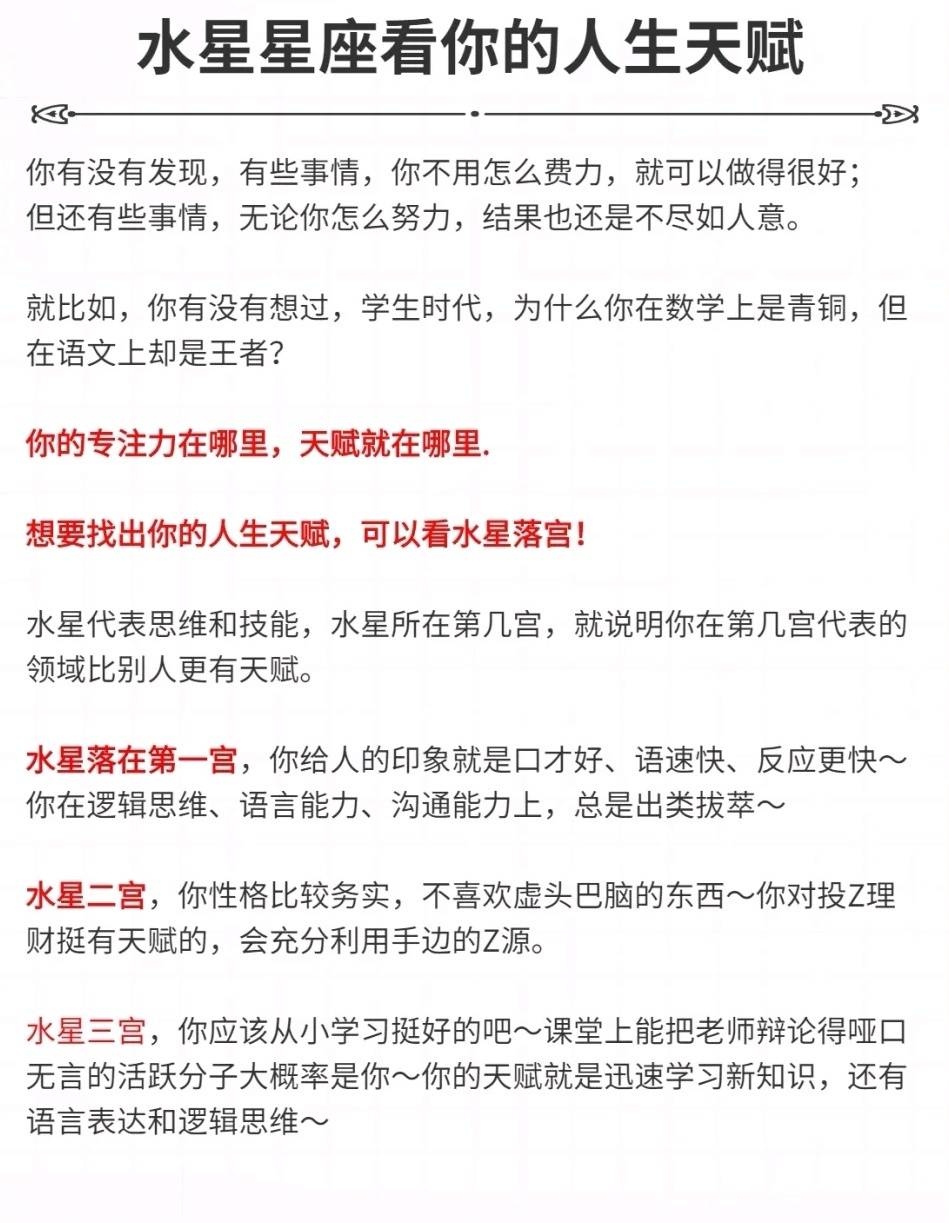 水星星座看你的人生天赋
你有没有发现，有些事情，你不用怎么费力，就可以做得很好；
但还有些事情，无论你怎么努力，结果也还是不尽如人意。
就比如，你有没有想过，学生时代，为什么你在数学上是青铜，但
在语文上却是王者？
你的专注力在哪里，天赋就在哪里.
想要找出你的人生天赋，可以看水星落宫！
水星代表思维和技能，水星所在第几宫，就说明你在第几宫代表的
领域比别人更有天赋。
水星落在第一宫，你给人的印象就是口才好、语速快、反应更快～
你在逻辑思维、语言能力、沟通能力上，总是出类拔萃～
水星二宫，你性格比较务实，不喜欢虚头巴脑的东西～你对投Z理
财挺有天赋的，会充分利用手边的Z源。
水星三宫，你应该从小学习挺好的吧～课堂上能把老师辩论得哑口
无言的活跃分子大概率是你～你的天赋就是迅速学习新知识，还有
语言表达和逻辑思维～